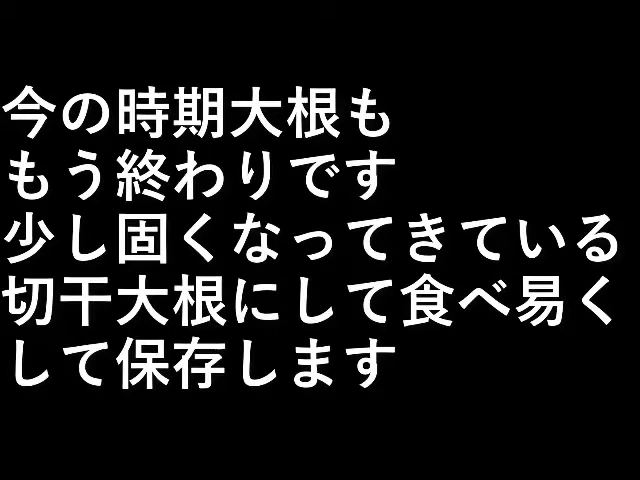 今の時期大根も
もう終わりです
少し固くなってきている
切干大根にして食べ易く
して保存します